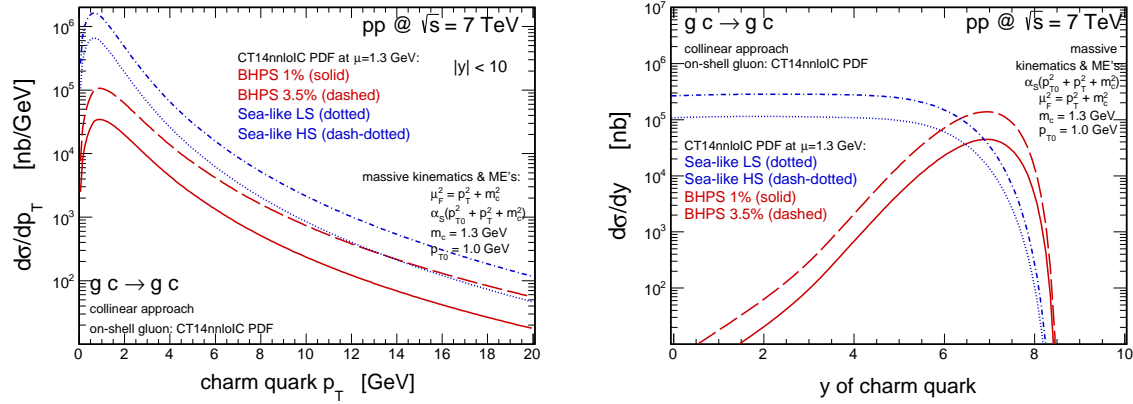 pp @ √s = 7 TeV
CT14nnloIC PDF at μ=1.3 GeV:
BHPS 1% (solid)
BHPS 3.5% (dashed)
Sea-like LS (dotted)
Sea-like HS (dash-dotted)
|y| < 10
massive kinematics & ME's:
μ_F^2 = p_T^2 + m_c^2
α_S(p_T0^2 + p_T^2 + m_c^2)
m_c = 1.3 GeV
p_T0 = 1.0 GeV
g c → g c
collinear approach
on-shell gluon: CT14nnloIC PDF
dσ/dp_T [nb/GeV]
10^6
10^5
10^4
10^3
10^2
0 2 4 6 8 10 12 14 16 18 20
charm quark p_T [GeV]
g c → g c
pp @ √s = 7 TeV
collinear approach
on-shell gluon: CT14nnloIC PDF
massive
kinematics & ME's:
α_S(p_T0^2 + p_T^2 + m_c^2)
μ_F^2 = p_T^2 + m_c^2
m_c = 1.3 GeV
p_T0 = 1.0 GeV
CT14nnloIC PDF at μ=1.3 GeV:
Sea-like LS (dotted)
Sea-like HS (dash-dotted)
BHPS 1% (solid)
BHPS 3.5% (dashed)
dσ/dy [nb]
10^6
10^5
10^4
10^3
10^2
0 2 4 6 8 10
y of charm quark